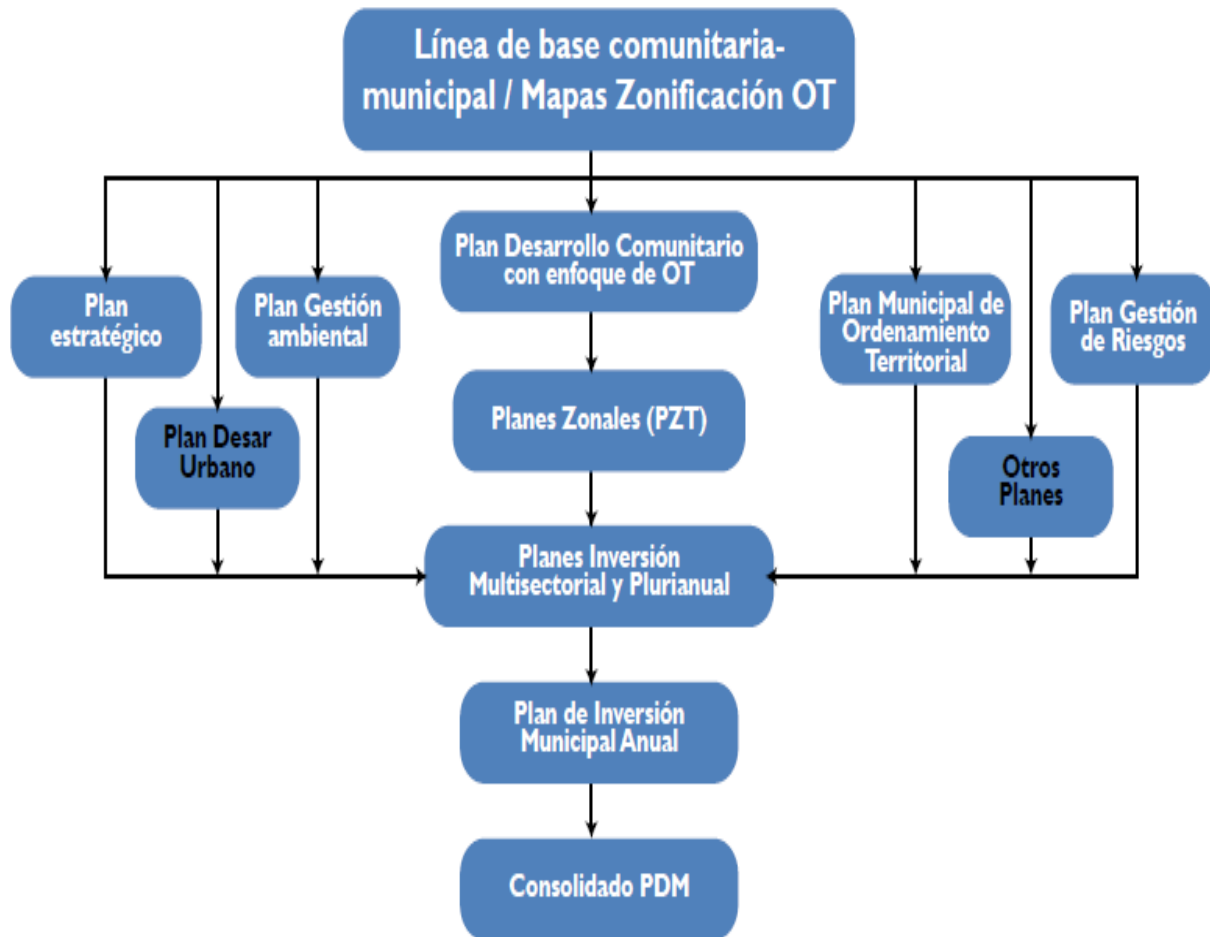 Línea de base comunitaria-
municipal / Mapas Zonificación OT
Plan Desarrollo Comunitario
con enfoque de OT
Plan
estratégico
Plan Gestión
ambiental
Plan Municipal de
Ordenamiento
Territorial
Plan Gestión
de Riesgos
Planes Zonales (PZT)
Plan Desar
Urbano
Otros
Planes
Planes Inversión
Multisectorial y Plurianual
Plan de Inversión
Municipal Anual
Consolidado PDM